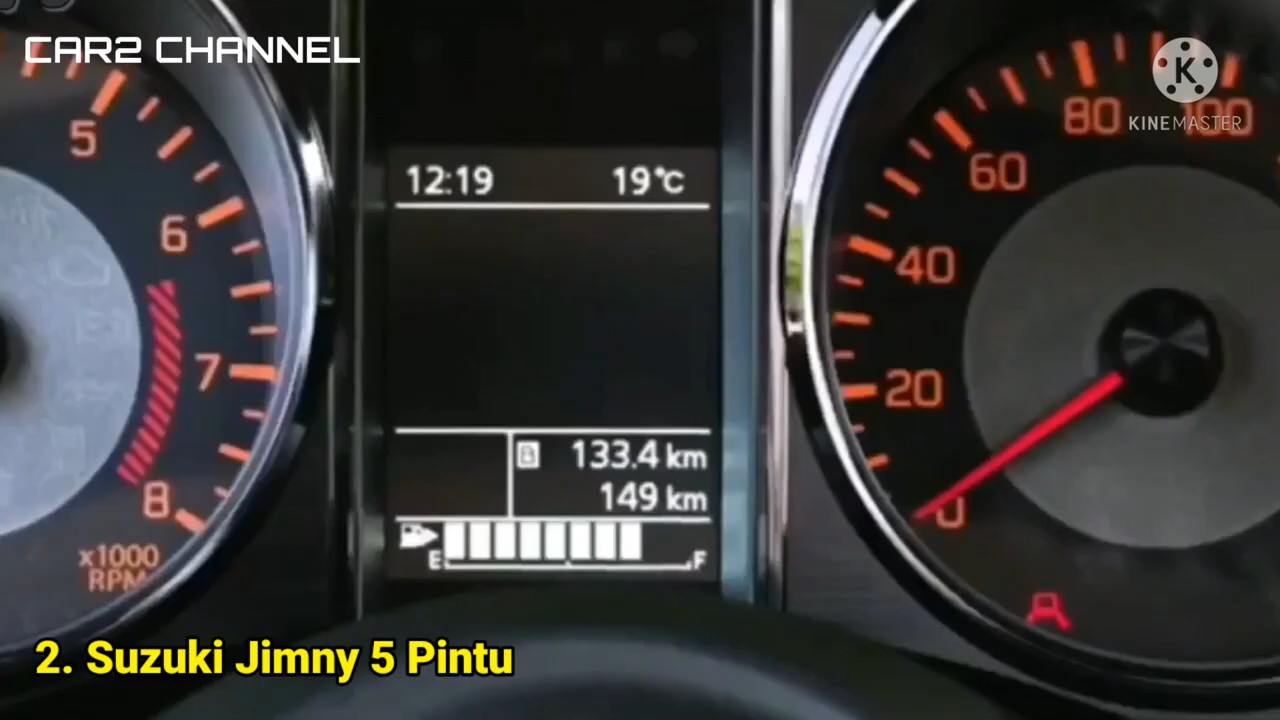 CAR2 CHANNEL
KINEMASTER
K
5
6
7
8
x1000
RPM
12:19 19°C
B 133.4 km
149 km
E F
0
20
40
60
80
100
2. Suzuki Jimny 5 Pintu